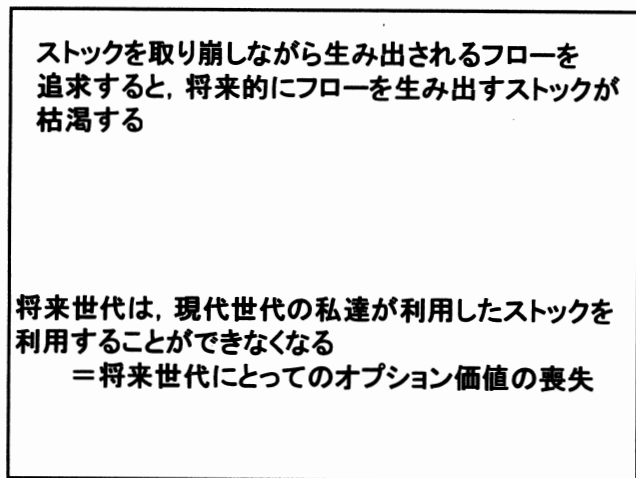 ストックを取り崩しながら生み出されるフローを
追求すると, 将来的にフローを生み出すストックが
枯渇する
将来世代は, 現代世代の私達が利用したストックを
利用することができなくなる
＝将来世代にとってのオプション価値の喪失